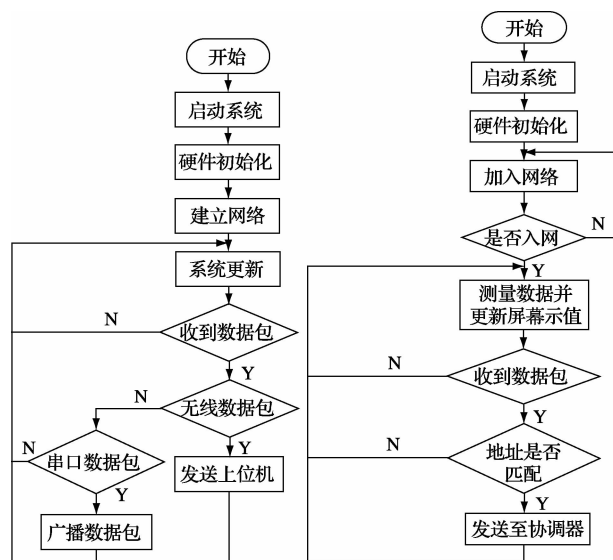 开始
启动系统
硬件初始化
建立网络
系统更新
收到数据包
N
Y
无线数据包
N
Y
串口数据包
N
Y
发送上位机
广播数据包
开始
启动系统
硬件初始化
加入网络
是否入网
N
Y
测量数据并
更新屏幕示值
收到数据包
N
Y
地址是否
匹配
N
Y
发送至协调器